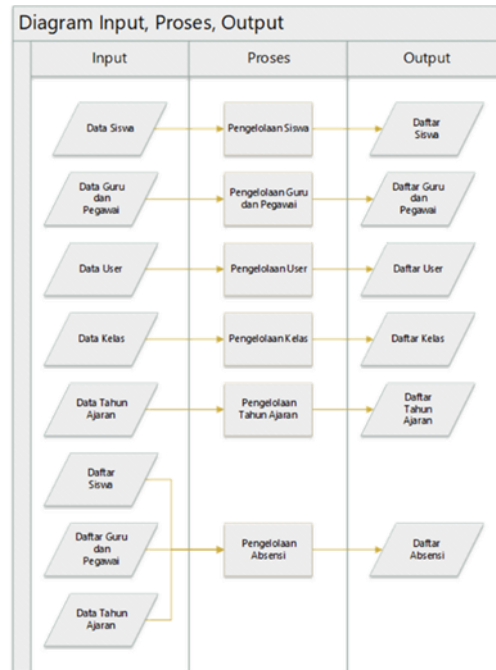 Diagram Input, Proses, Output
Input
Proses
Output
Data Siswa
Pengelolaan Siswa
Daftar
Siswa
Data Guru
dan
Pegawai
Pengelolaan Guru
dan Pegawai
Daftar Guru
dan
Pegawai
Data User
Pengelolaan User
Daftar User
Data Kelas
Pengelolaan Kelas
Daftar Kelas
Data Tahun
Ajaran
Pengelolaan
Tahun Ajaran
Daftar
Tahun
Ajaran
Daftar
Siswa
Daftar Guru
dan
Pegawai
Data Tahun
Ajaran
Pengelolaan
Absensi
Daftar
Absensi